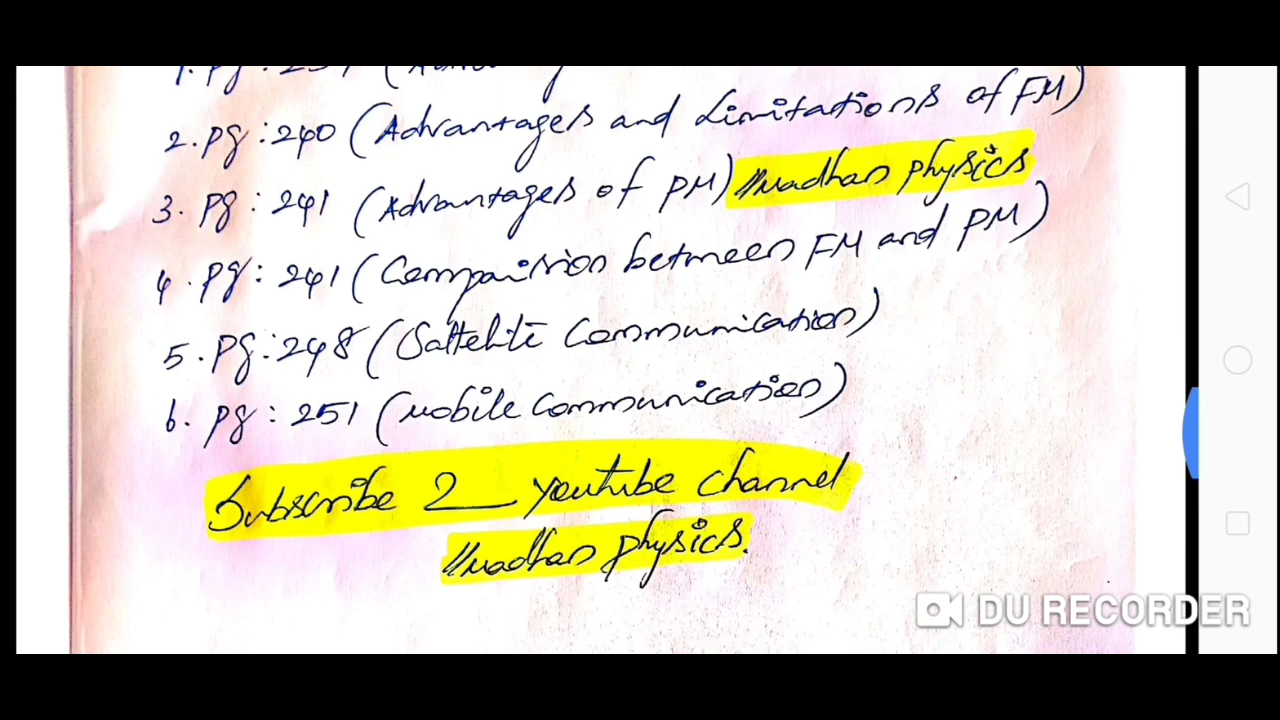 2. Pg : 240 (Advantages and Limitations of FM)
3. Pg : 241 (Advantages of PM) Madhan physics
4. Pg : 241 (Comparision between FM and PM)
5. Pg : 248 (Sattelite Communication)
6. Pg : 251 (Mobile Communication)
Subscribe 2 youtube channel
Madhan physics.
DU RECORDER